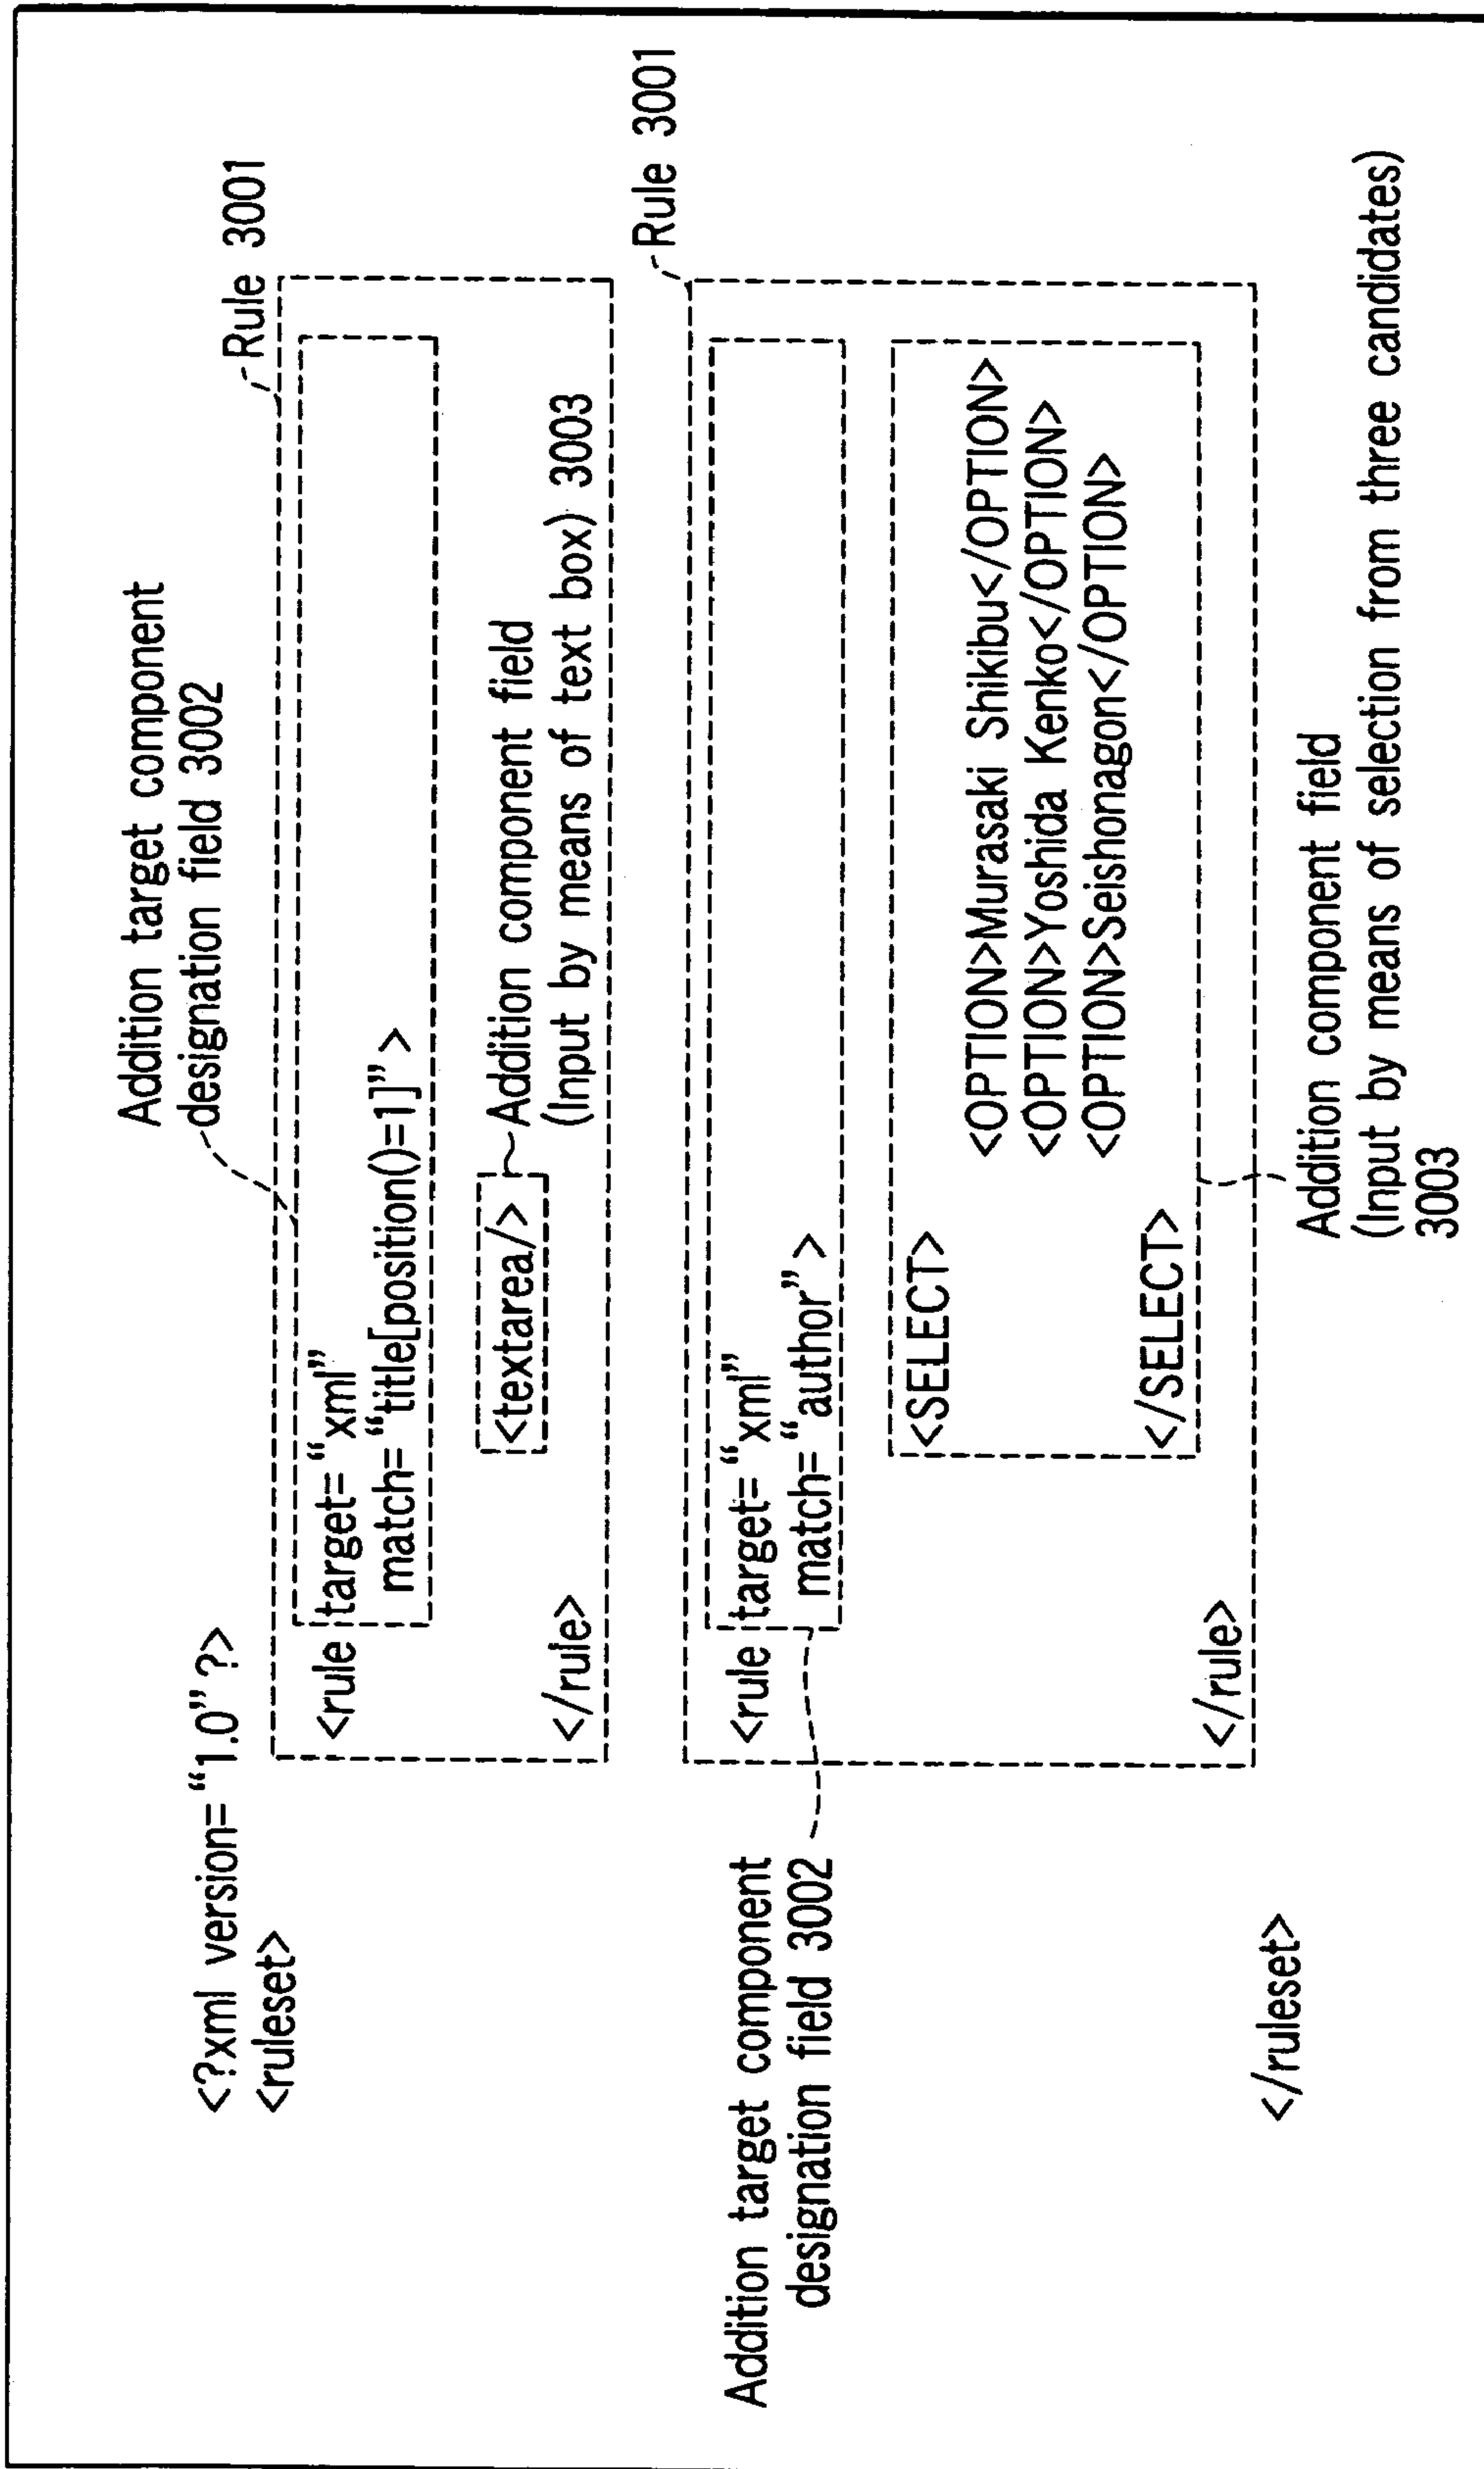 Addition target component
designation field 3002
Rule 3001
<?xml version=“1.0” ?>
<ruleset>
<rule target=“xml”
match=“title[position()=1]” >
<textarea/>
Addition component field
(Input by means of text box) 3003
</rule>
Rule 3001
Addition target component
designation field 3002
<rule target=“xml”
match=“author” >
<SELECT>
<OPTION>Murasaki Shikibu</OPTION>
<OPTION>Yoshida Kenko</OPTION>
<OPTION>Seishonagon</OPTION>
</SELECT>
</rule>
</ruleset>
Addition component field
(Input by means of selection from three candidates)
3003